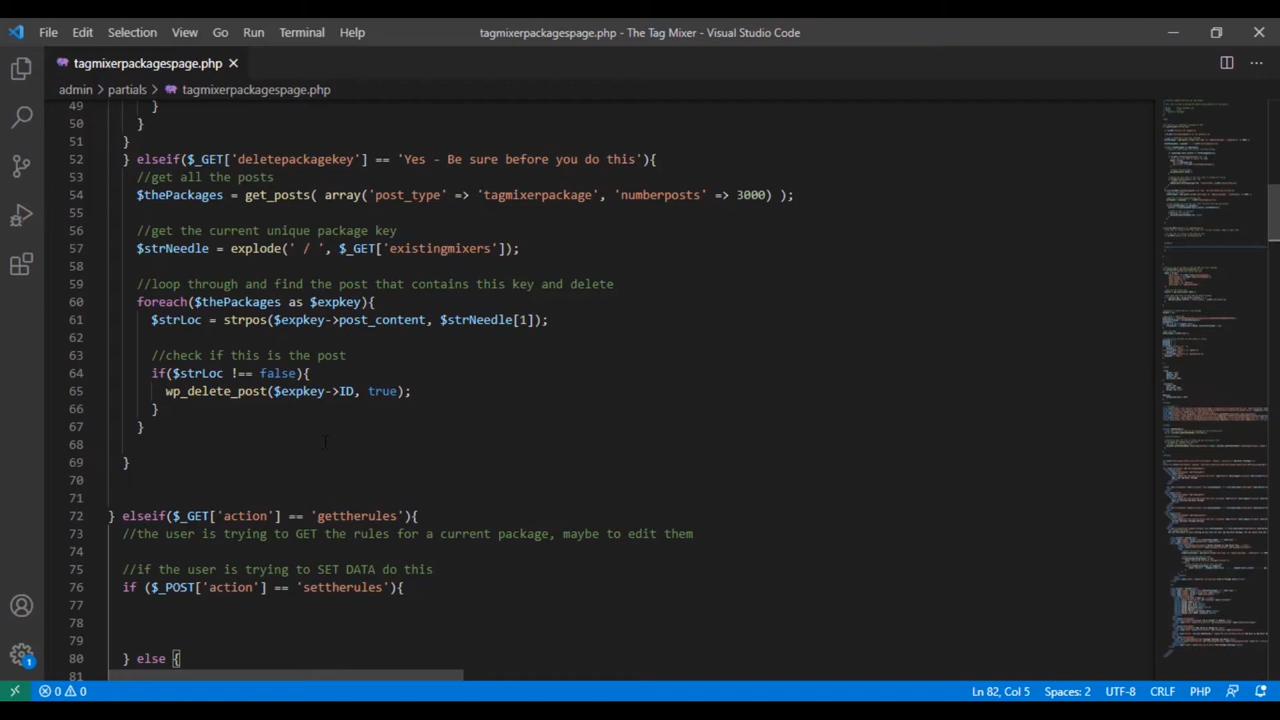 File Edit Selection View Go Run Terminal Help tagmixerpackagespage.php - The Tag Mixer - Visual Studio Code
tagmixerpackagespage.php
admin > partials > tagmixerpackagespage.php
49 }
50 }
51 }
52 } elseif($_GET['deletepackagekey'] == 'Yes - Be sure before you do this'){
53 //get all the posts
54 $thePackages = get_posts( array('post_type' => 'tagmixerpackage', 'numberposts' => 3000) );
55
56 //get the current unique package key
57 $strNeedle = explode(' / ', $_GET['existingmixers']);
58
59 //loop through and find the post that contains this key and delete
60 foreach($thePackages as $expkey){
61 $strLoc = strpos($expkey->post_content, $strNeedle[1]);
62
63 //check if this is the post
64 if($strLoc !== false){
65 wp_delete_post($expkey->ID, true);
66 }
67 }
68
69 }
70
71
72 } elseif($_GET['action'] == 'gettherules'){
73 //the user is trying to GET the rules for a current package, maybe to edit them
74
75 //if the user is trying to SET DATA do this
76 if ($_POST['action'] == 'settherules'){
77
78
79
80 } else {
81
1
0 0 Ln 82, Col 5 Spaces: 2 UTF-8 CRLF PHP